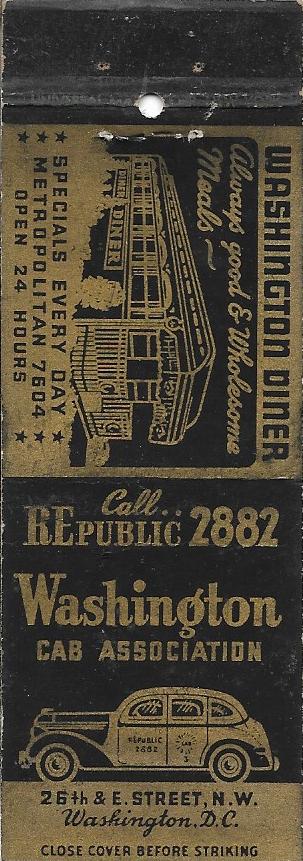 WASHINGTON DINER
Always good & Wholesome
Meals ~
DINER DINER
★ SPECIALS EVERY DAY ★
★ METROPOLITAN 7604 ★
★ OPEN 24 HOURS ★
Call..
REPUBLIC 2882
Washington
CAB ASSOCIATION
REPUBLIC
2882
26th & E. STREET, N.W.
Washington, D.C.
CLOSE COVER BEFORE STRIKING